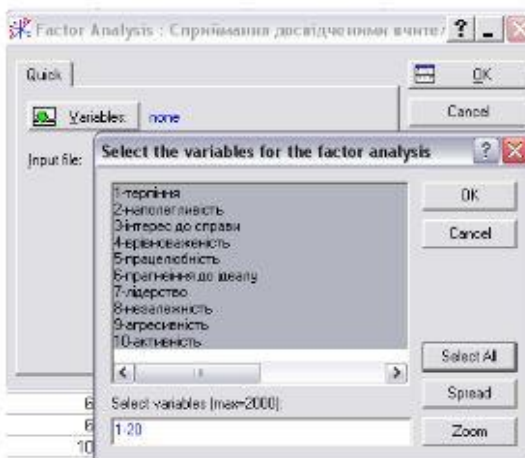 Factor Analysis : Сприймання досвідченими вчител
Quick
OK
Variables: none
Cancel
Input file:
Select the variables for the factor analysis
1-терпіння
2-наполегливість
3-інтерес до справи
4-врівноваженість
5-працелюбність
6-прагнення до ідеалу
7-лідерство
8-незалежність
9-агресивність
10-активність
OK
Cancel
Select All
Spread
Zoom
Select variables (max=2000):
1-20
6
6
10